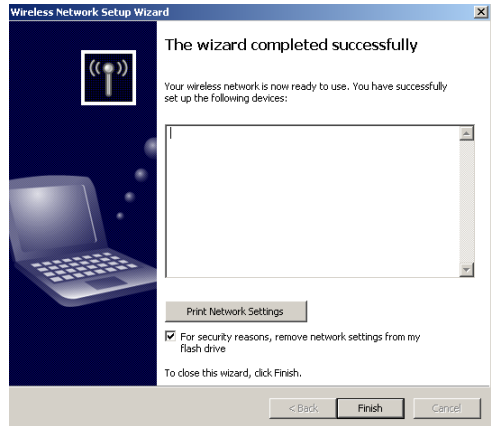 Wireless Network Setup Wizard
The wizard completed successfully
Your wireless network is now ready to use. You have successfully
set up the following devices:
Print Network Settings
For security reasons, remove network settings from my
flash drive
To close this wizard, click Finish.
< Back Finish Cancel